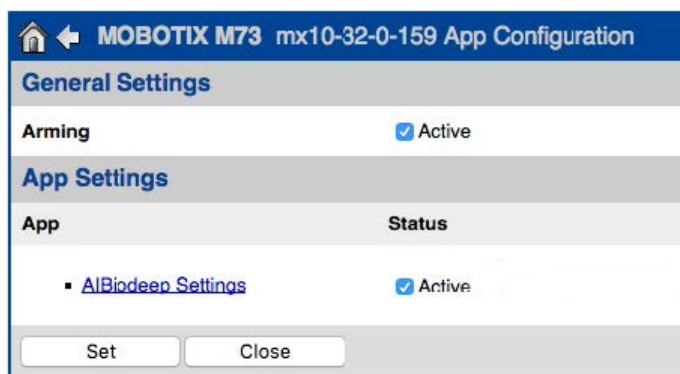 MOBOTIX M73 mx10-32-0-159 App Configuration
General Settings
Arming Active
App Settings
App Status
AIBiodeep Settings Active
Set Close